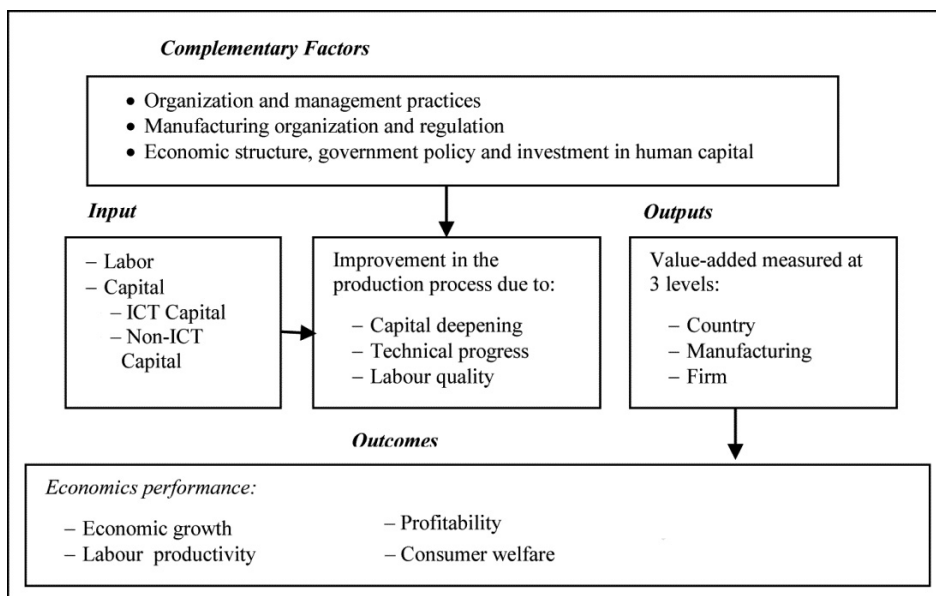 Complementary Factors
• Organization and management practices
• Manufacturing organization and regulation
• Economic structure, government policy and investment in human capital
Input
– Labor
– Capital
– ICT Capital
– Non-ICT
Capital
Improvement in the
production process due to:
– Capital deepening
– Technical progress
– Labour quality
Outputs
Value-added measured at
3 levels:
– Country
– Manufacturing
– Firm
Outcomes
Economics performance:
– Economic growth
– Labour productivity
– Profitability
– Consumer welfare